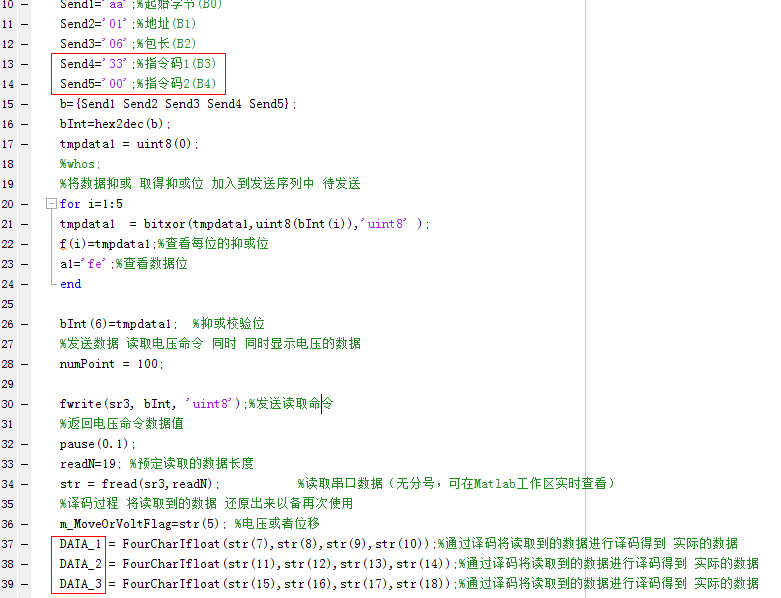 10 — Send1='aa';%起始字节(B0)
11 — Send2='01';%地址(B1)
12 — Send3='06';%包长(B2)
13 — Send4='33';%指令码1(B3)
14 — Send5='00';%指令码2(B4)
15 — b={Send1 Send2 Send3 Send4 Send5};
16 — bInt=hex2dec(b);
17 — tmpdata1 = uint8(0);
18 %whos;
19 %将数据抑或 取得抑或位 加入到发送序列中 待发送
20 — for i=1:5
21 — tmpdata1 = bitxor(tmpdata1,uint8(bInt(i)),'uint8' );
22 — f(i)=tmpdata1;%查看每位的抑或位
23 — a1='fe';%查看数据位
24 — end
25
26 — bInt(6)=tmpdata1; %抑或校验位
27 %发送数据 读取电压命令 同时 同时显示电压的数据
28 — numPoint = 100;
29
30 — fwrite(sr3, bInt, 'uint8');%发送读取命令
31 %返回电压命令数据值
32 — pause(0.1);
33 — readN=19; %预定读取的数据长度
34 — str = fread(sr3,readN); %读取串口数据（无分号，可在Matlab工作区实时查看）
35 %译码过程 将读取到的数据 还原出来以备再次使用
36 — m_MoveOrVoltFlag=str(5); %电压或者位移
37 — DATA_1 = FourCharIfloat(str(7),str(8),str(9),str(10));%通过译码将读取到的数据进行译码得到 实际的数据
38 — DATA_2 = FourCharIfloat(str(11),str(12),str(13),str(14));%通过译码将读取到的数据进行译码得到 实际的数据
39 — DATA_3 = FourCharIfloat(str(15),str(16),str(17),str(18));%通过译码将读取到的数据进行译码得到 实际的数据